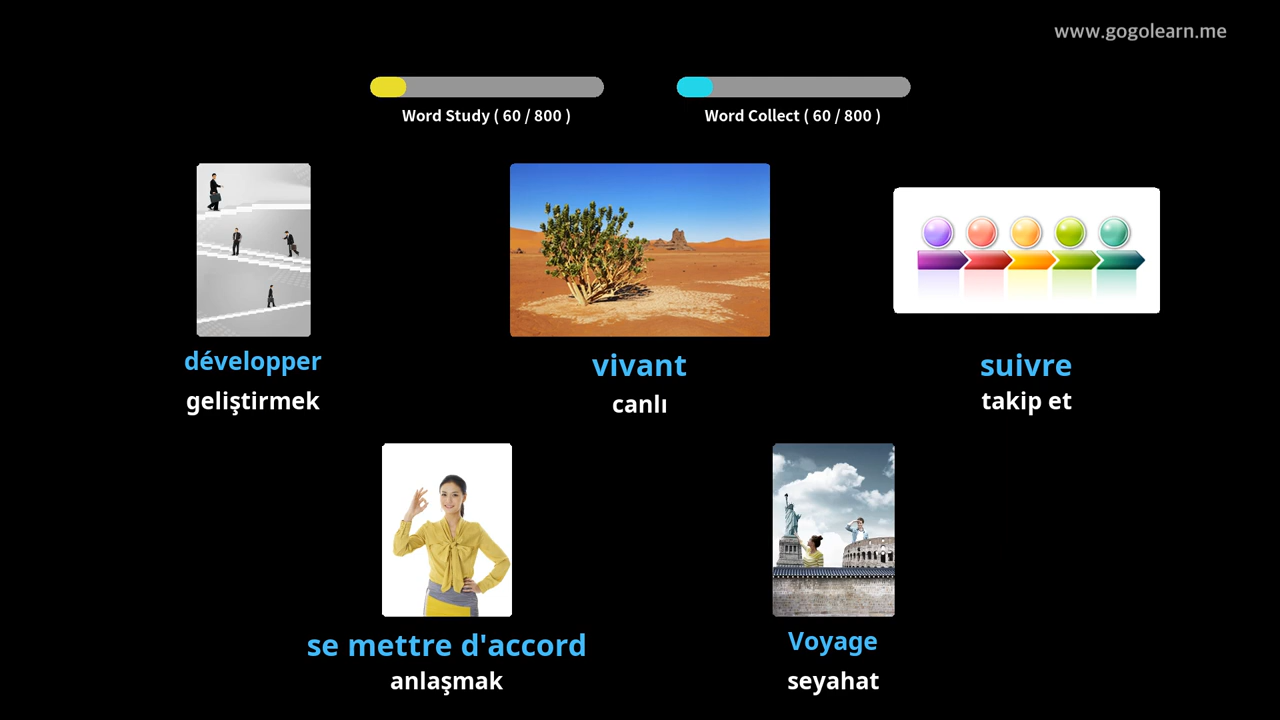 www.gogolearn.me
Word Study ( 60 / 800 )
Word Collect ( 60 / 800 )
développer
geliştirmek
vivant
canlı
suivre
takip et
se mettre d'accord
anlaşmak
Voyage
seyahat